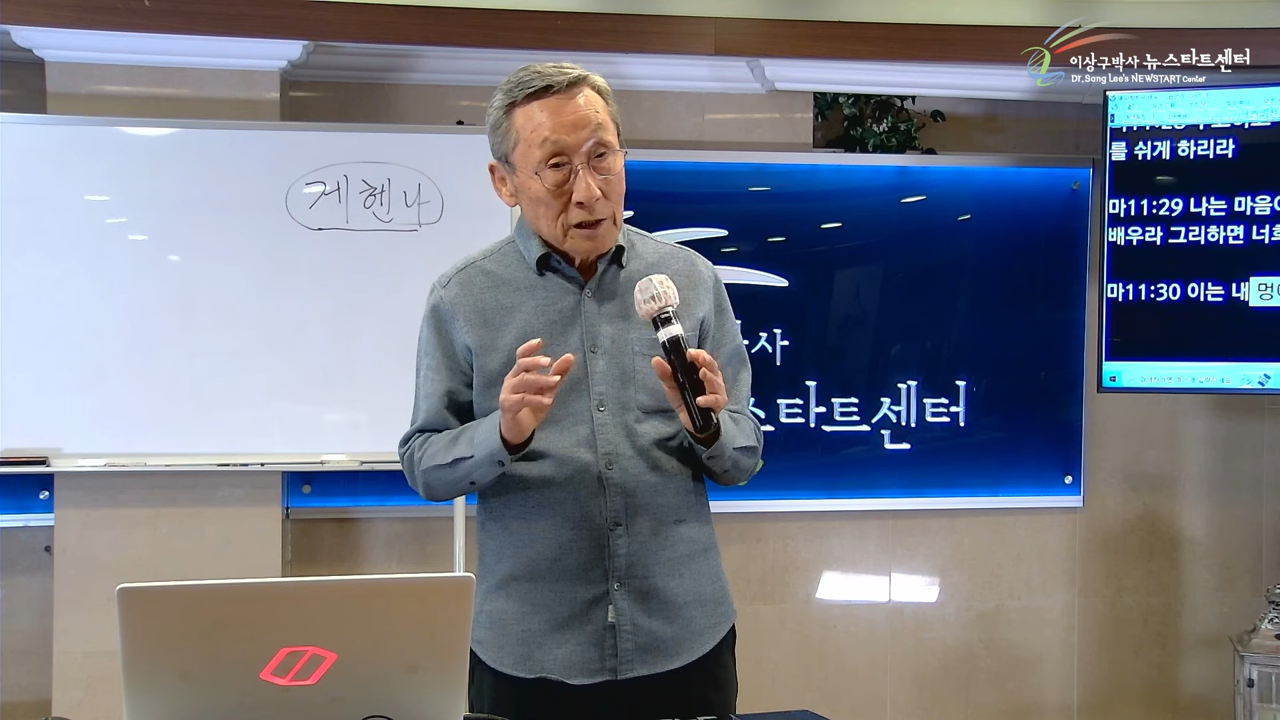 이상구박사 뉴스타트센터
Dr. Sang Lee's NEWSTART Center
게헨나
를 쉬게 하리라
마11:29 나는 마음이
배우라 그리하면 너희
마11:30 이는 내 멍에
스타트센터